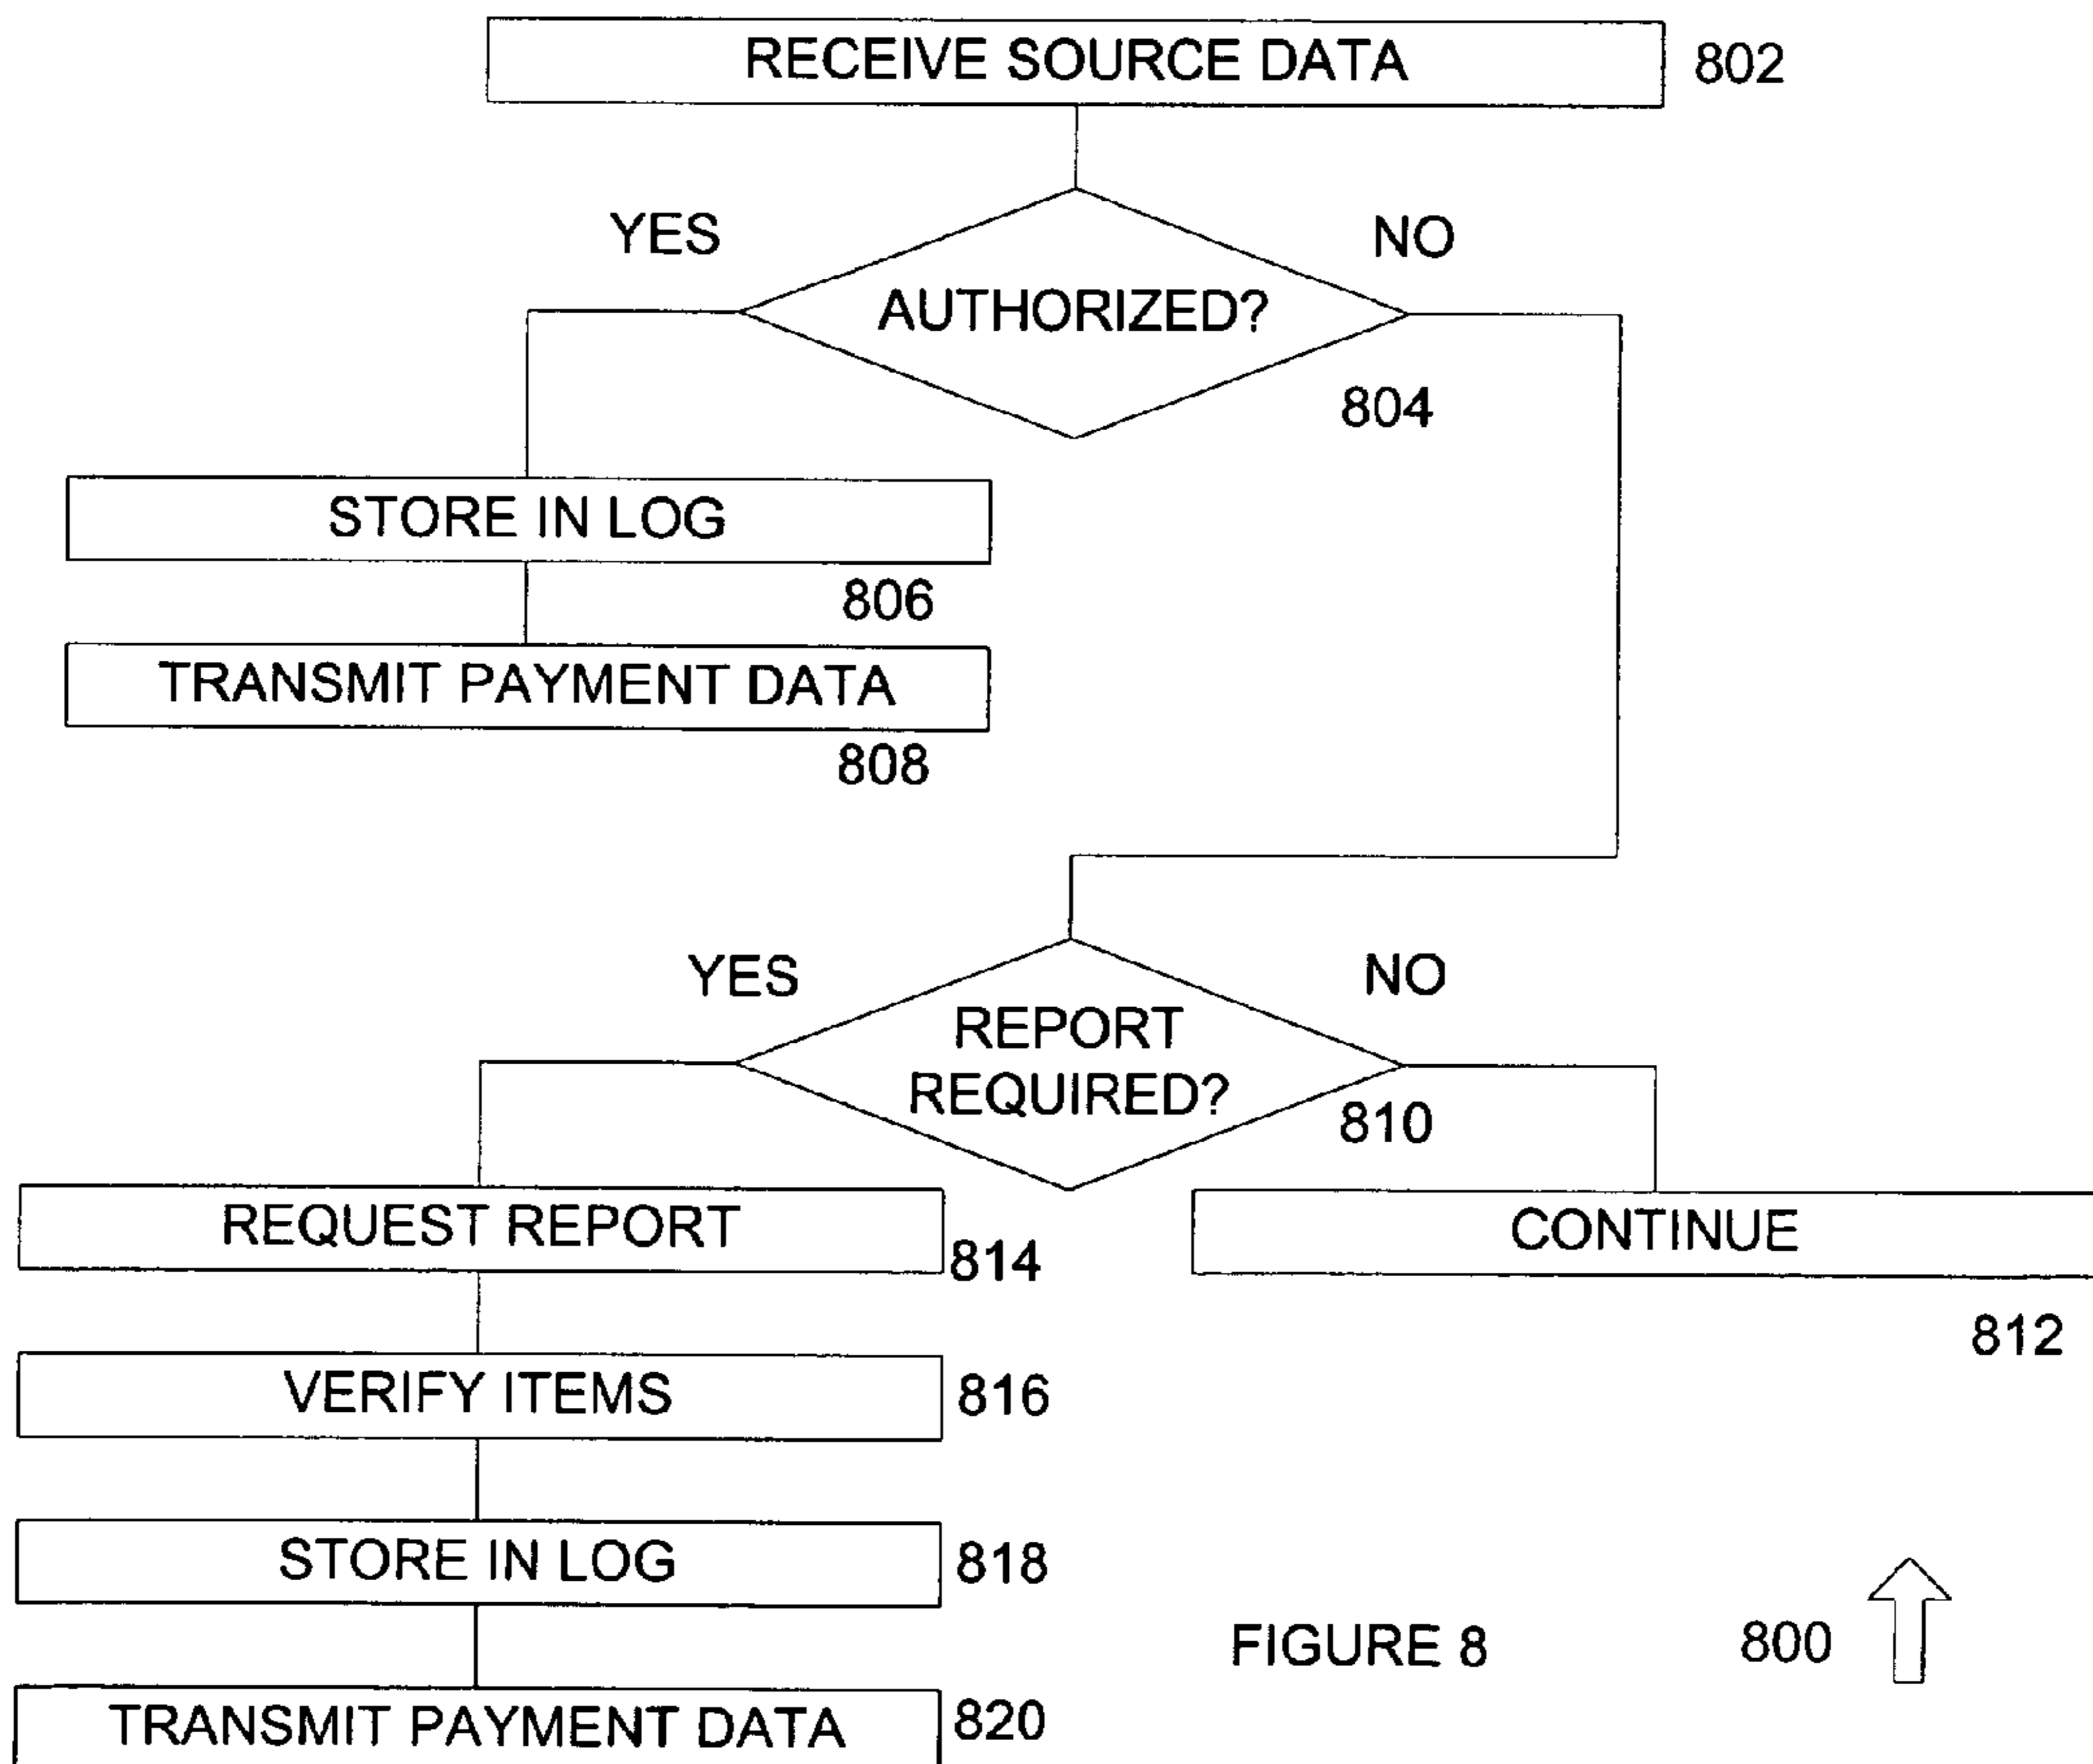 RECEIVE SOURCE DATA
802
YES
NO
AUTHORIZED?
804
STORE IN LOG
806
TRANSMIT PAYMENT DATA
808
YES
NO
REPORT
REQUIRED?
810
REQUEST REPORT
814
CONTINUE
812
VERIFY ITEMS
816
STORE IN LOG
818
FIGURE 8
800
TRANSMIT PAYMENT DATA
820